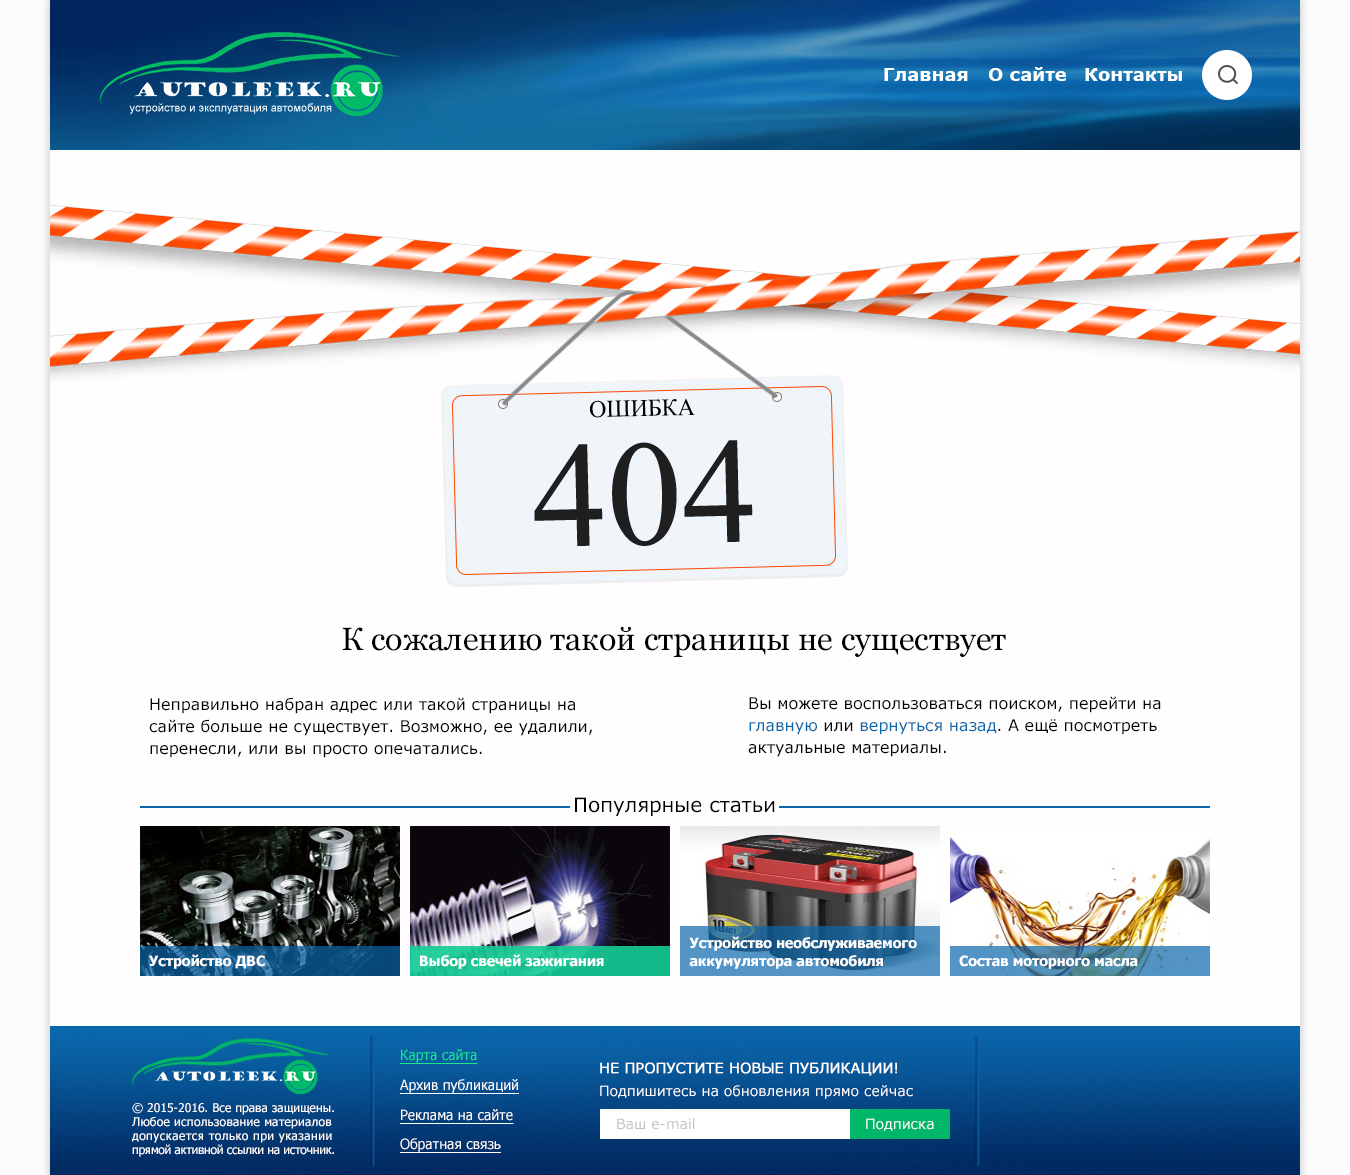 AUTOLEEK.RU
устройство и эксплуатация автомобиля
Главная О сайте Контакты
ОШИБКА
404
К сожалению такой страницы не существует
Неправильно набран адрес или такой страницы на
сайте больше не существует. Возможно, ее удалили,
перенесли, или вы просто опечатались.
Вы можете воспользоваться поиском, перейти на
главную или вернуться назад. А ещё посмотреть
актуальные материалы.
Популярные статьи
Устройство ДВС
Выбор свечей зажигания
Устройство необслуживаемого
аккумулятора автомобиля
Состав моторного масла
AUTOLEEK.RU
© 2015-2016. Все права защищены.
Любое использование материалов
допускается только при указании
прямой активной ссылки на источник.
Карта сайта
Архив публикаций
Реклама на сайте
Обратная связь
НЕ ПРОПУСТИТЕ НОВЫЕ ПУБЛИКАЦИИ!
Подпишитесь на обновления прямо сейчас
Ваш e-mail
Подписка